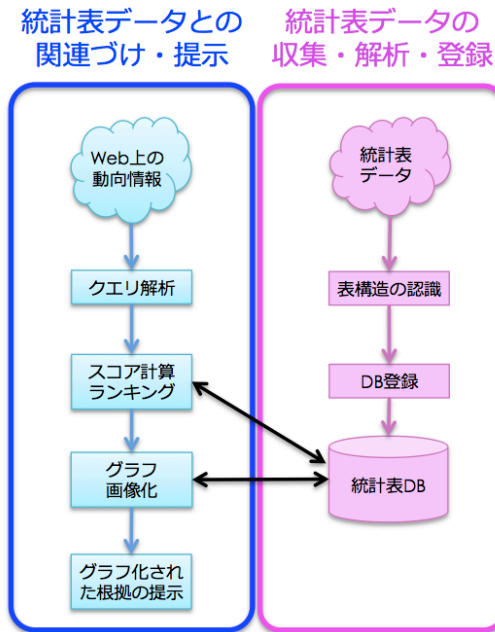 統計表データとの
関連づけ・提示
Web上の
動向情報
クエリ解析
スコア計算
ランキング
グラフ
画像化
グラフ化され
た根拠の提示
統計表データの
収集・解析・登録
統計表
データ
表構造の認識
DB登録
統計表DB